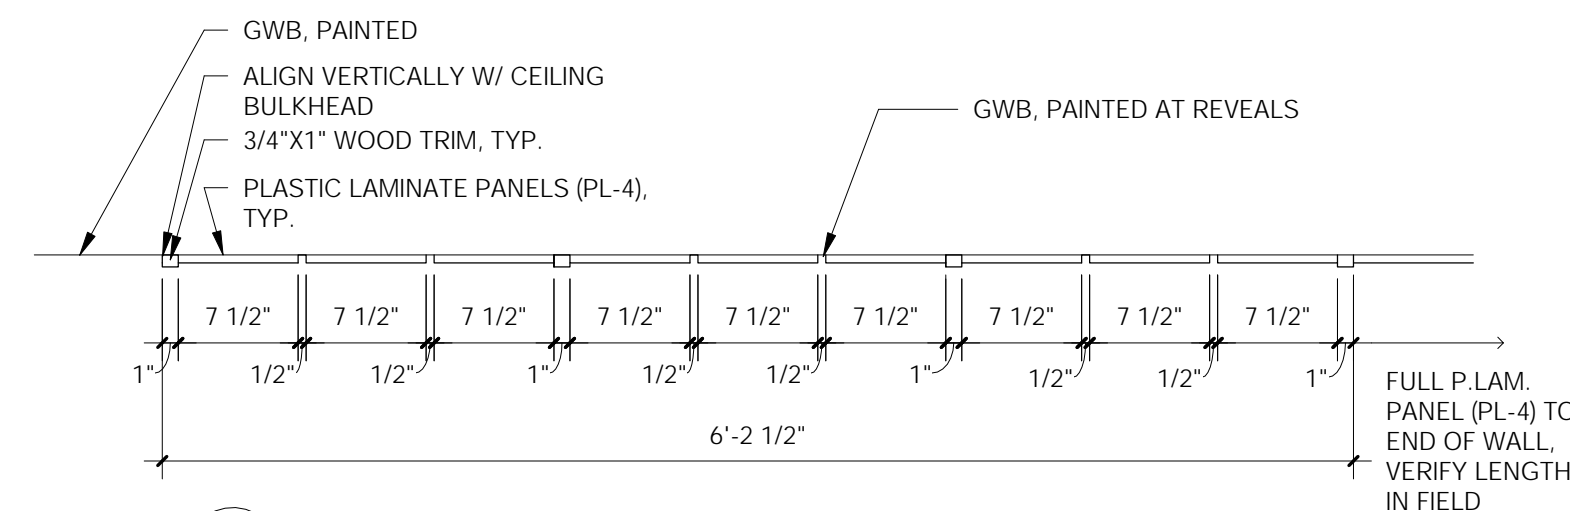 GWB, PAINTED
ALIGN VERTICALLY W/ CEILING
BULKHEAD
3/4"X1" WOOD TRIM, TYP.
PLASTIC LAMINATE PANELS (PL-4),
TYP.
GWB, PAINTED AT REVEALS
7 1/2" 7 1/2" 7 1/2" 7 1/2" 7 1/2" 7 1/2" 7 1/2" 7 1/2" 7 1/2"
1" 1/2" 1/2" 1" 1/2" 1/2" 1" 1/2" 1/2" 1"
6'-2 1/2"
FULL P.LAM.
PANEL (PL-4) TO
END OF WALL,
VERIFY LENGTH
IN FIELD